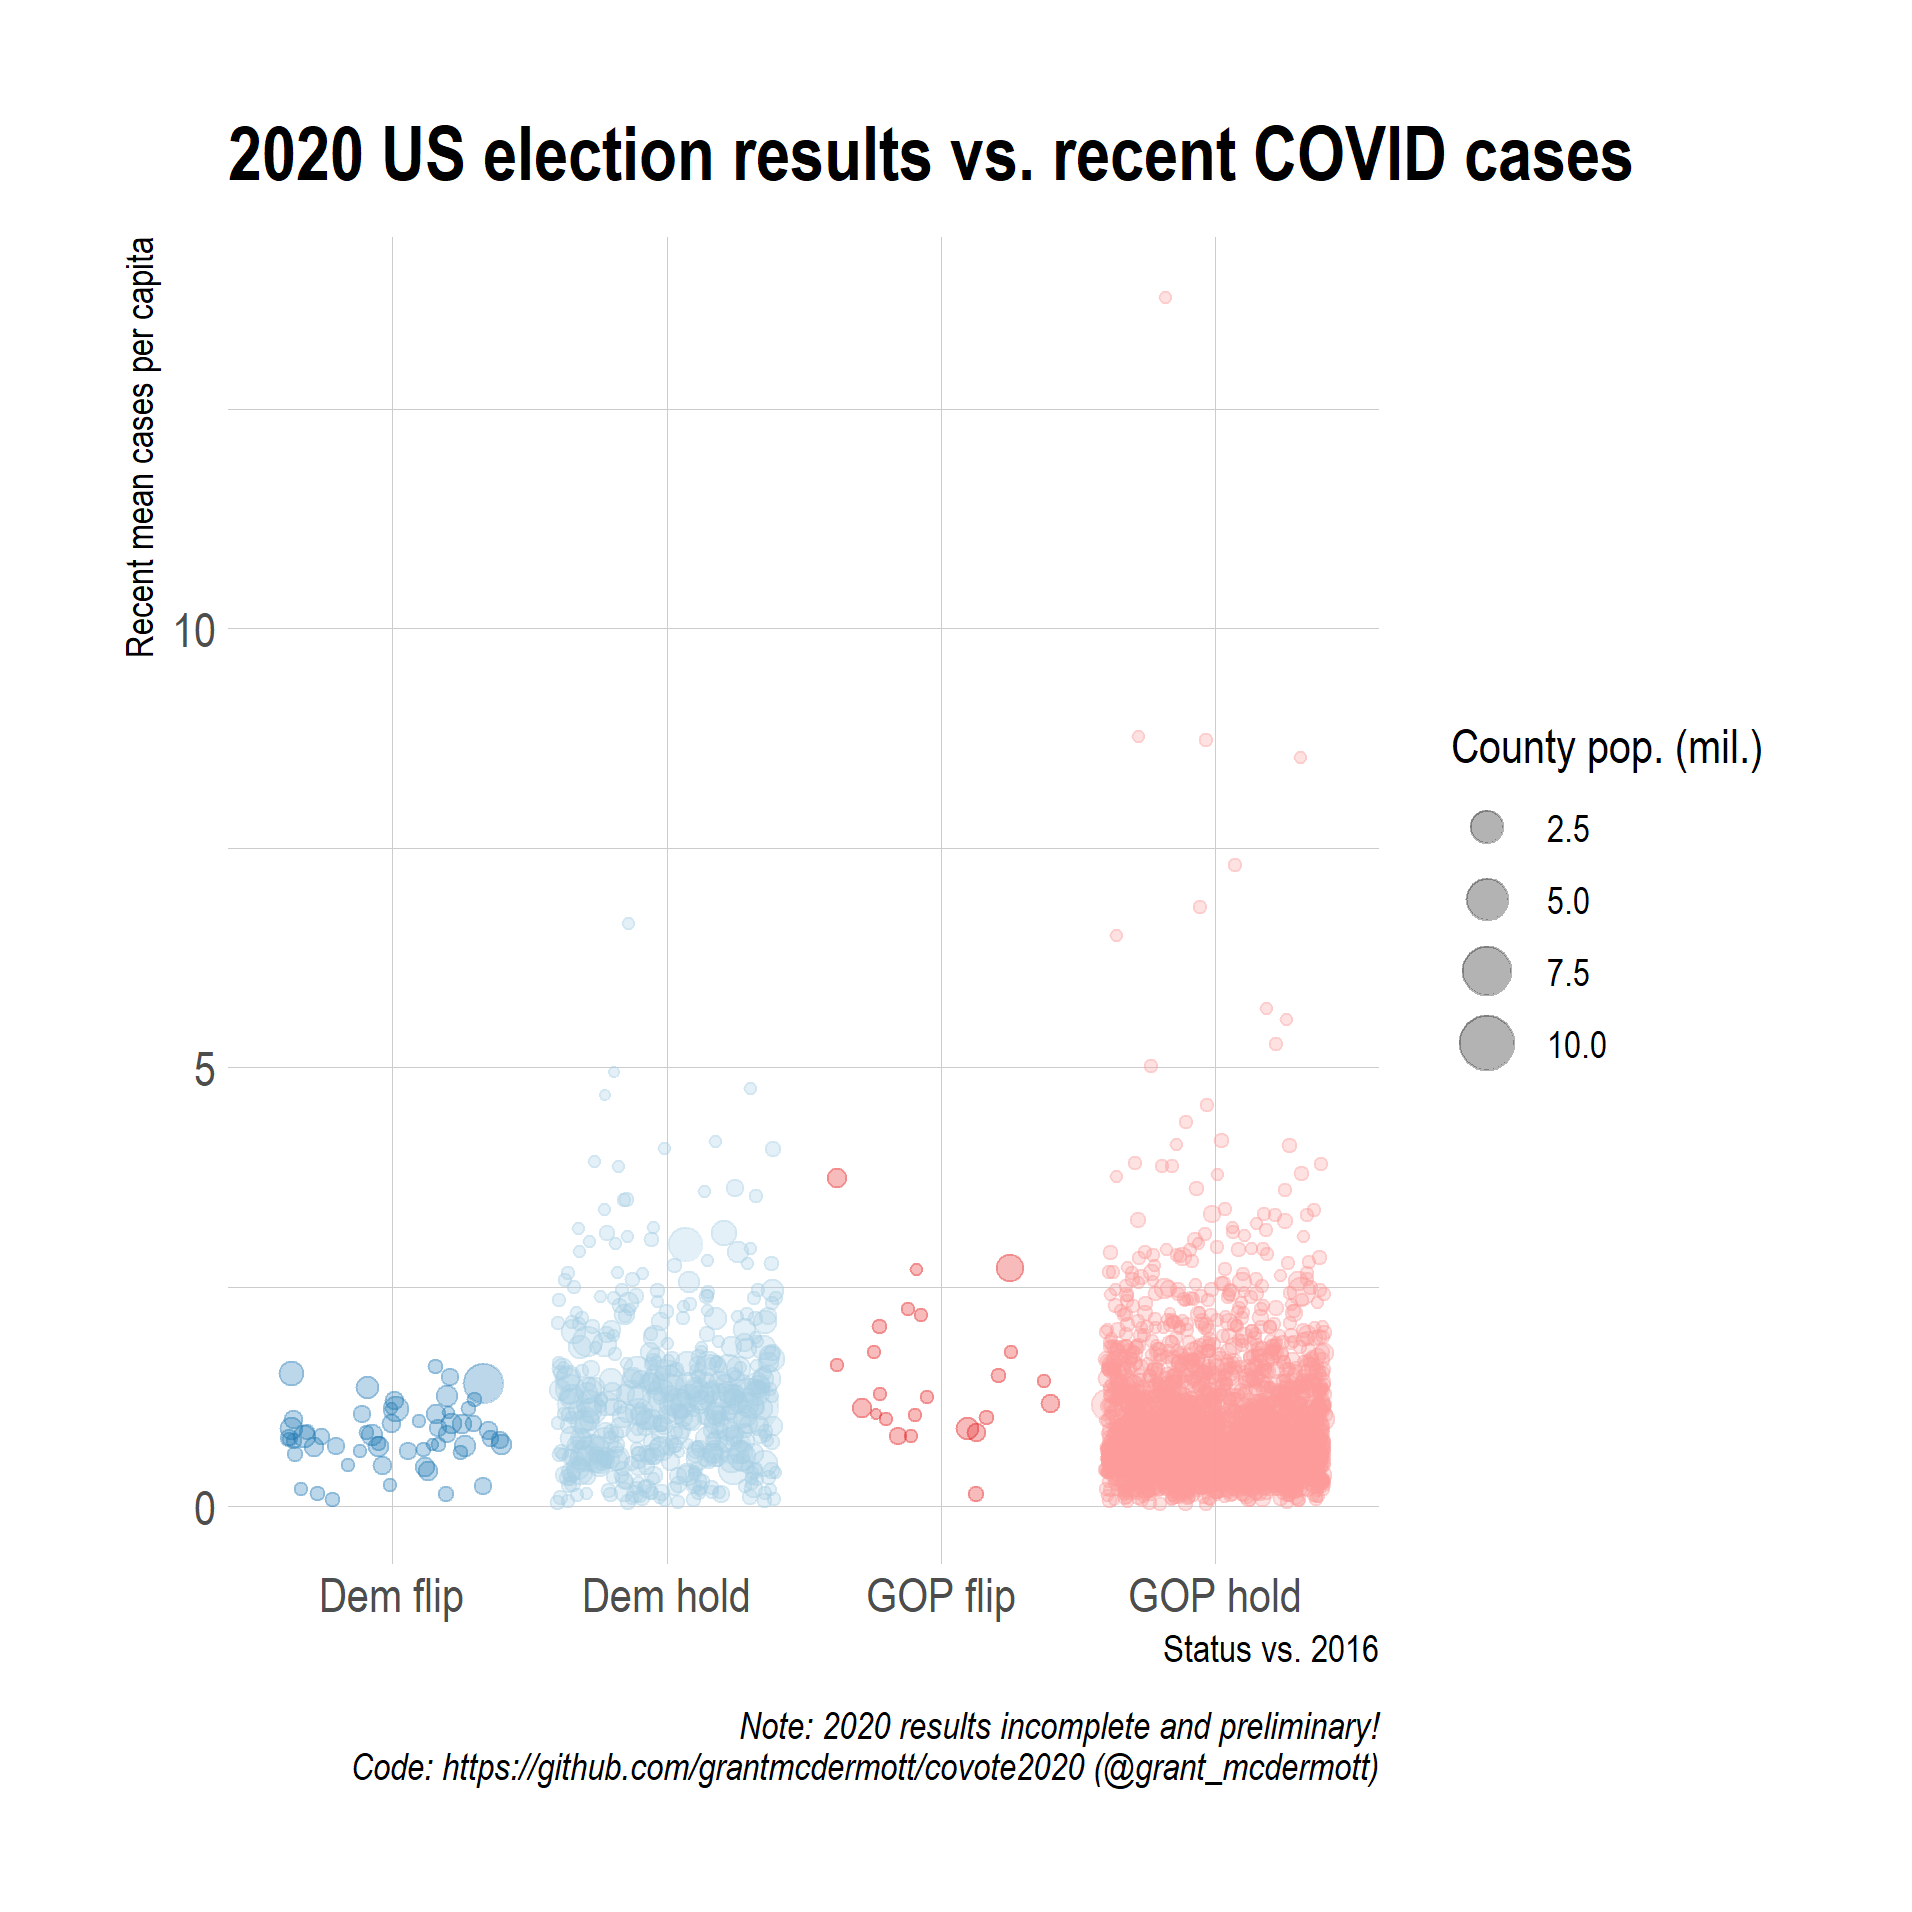 2020 US election results vs. recent COVID cases
Recent mean cases per capita
10
5
0
Dem flip
Dem hold
GOP flip
GOP hold
Status vs. 2016
County pop. (mil.)
2.5
5.0
7.5
10.0
Note: 2020 results incomplete and preliminary!
Code: https://github.com/grantmcdermott/covote2020 (@grant_mcdermott)